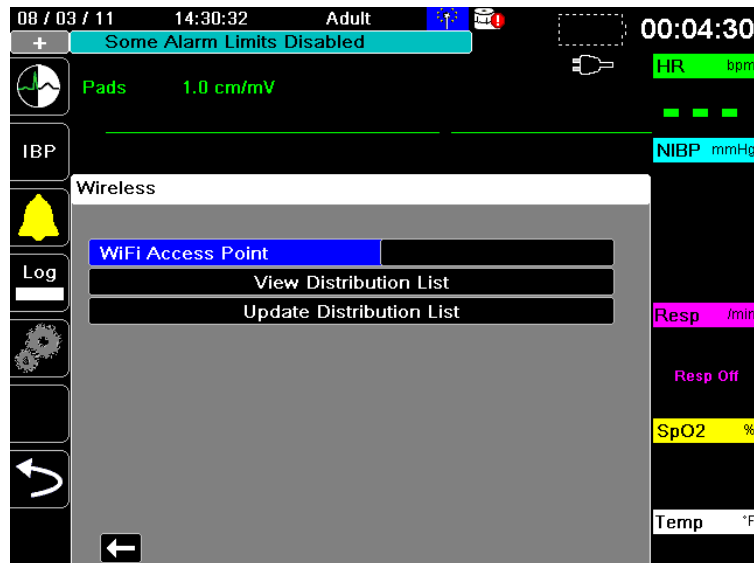 08 / 03 / 11 14:30:32 Adult
00:04:30
+ Some Alarm Limits Disabled
HR bpm
Pads 1.0 cm/mV
- - -
IBP
NIBP mmHg
Wireless
WiFi Access Point
View Distribution List
Log
Update Distribution List
Resp /min
Resp Off
SpO2 %
Temp °F